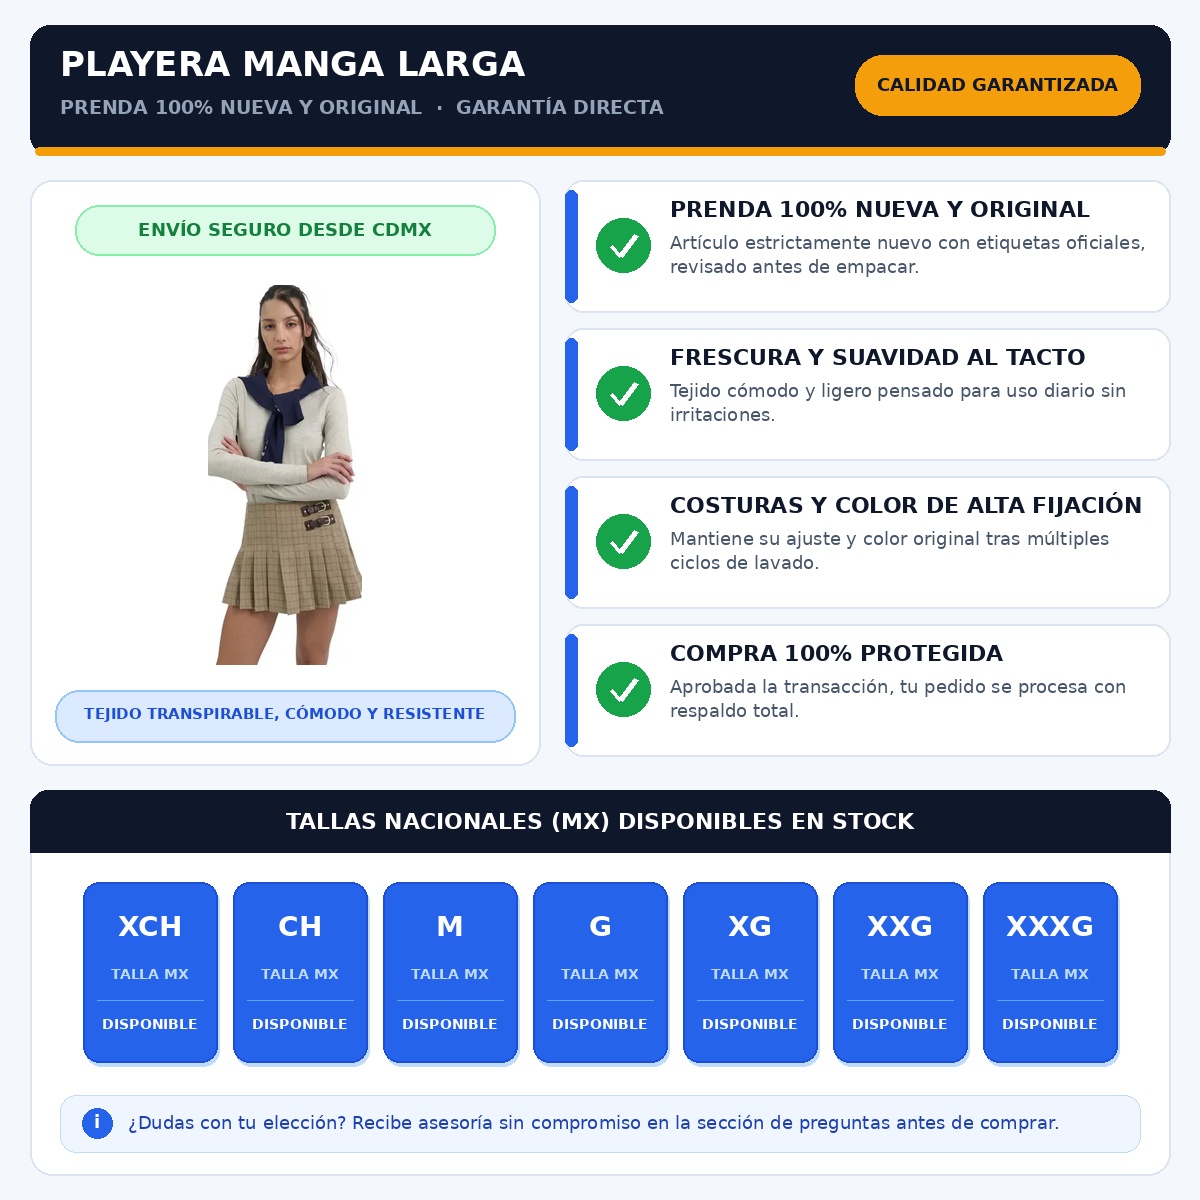 PLAYERA MANGA LARGA
PRENDA 100% NUEVA Y ORIGINAL · GARANTÍA DIRECTA
CALIDAD GARANTIZADA
ENVÍO SEGURO DESDE CDMX
TEJIDO TRANSPIRABLE, CÓMODO Y RESISTENTE
PRENDA 100% NUEVA Y ORIGINAL
Artículo estrictamente nuevo con etiquetas oficiales,
revisado antes de empacar.
FRESCURA Y SUAVIDAD AL TACTO
Tejido cómodo y ligero pensado para uso diario sin
irritaciones.
COSTURAS Y COLOR DE ALTA FIJACIÓN
Mantiene su ajuste y color original tras múltiples
ciclos de lavado.
COMPRA 100% PROTEGIDA
Aprobada la transacción, tu pedido se procesa con
respaldo total.
TALLAS NACIONALES (MX) DISPONIBLES EN STOCK
XCH
TALLA MX
DISPONIBLE
CH
TALLA MX
DISPONIBLE
M
TALLA MX
DISPONIBLE
G
TALLA MX
DISPONIBLE
XG
TALLA MX
DISPONIBLE
XXG
TALLA MX
DISPONIBLE
XXXG
TALLA MX
DISPONIBLE
i
¿Dudas con tu elección? Recibe asesoría sin compromiso en la sección de preguntas antes de comprar.